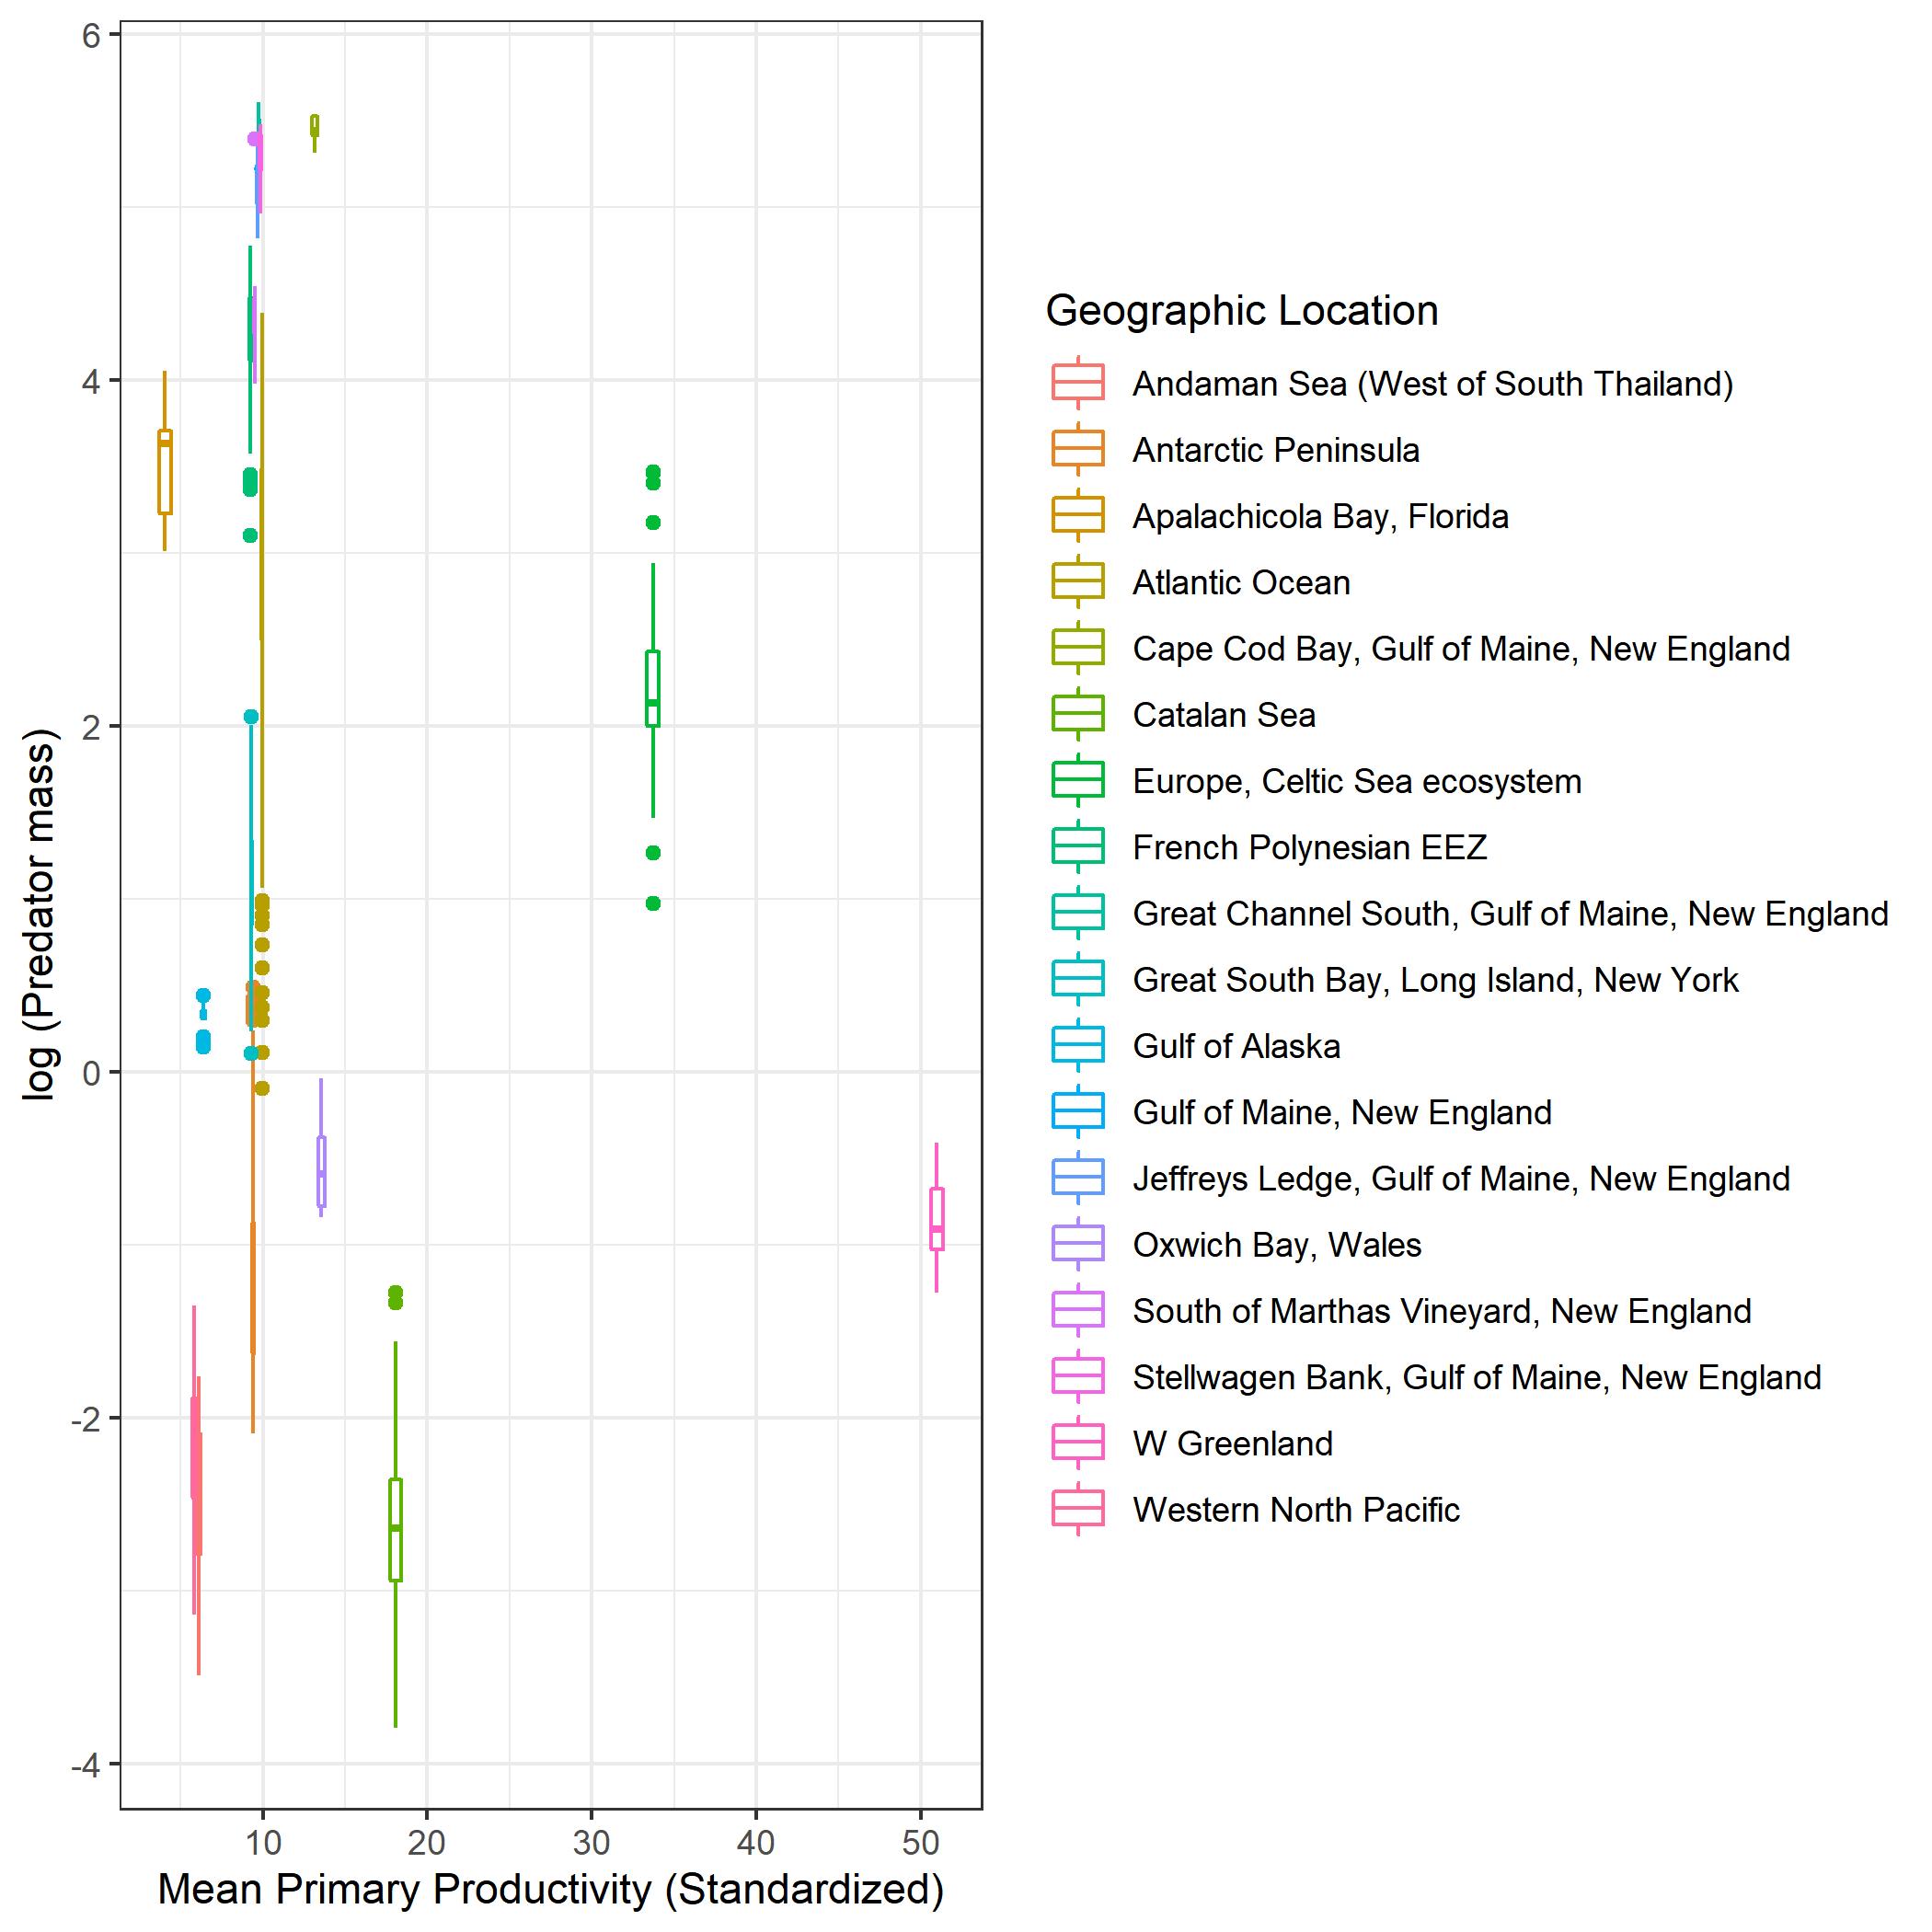 6
4
2
0
-2
-4
log (Predator mass)
10 20 30 40 50
Mean Primary Productivity (Standardized)
Geographic Location
Andaman Sea (West of South Thailand)
Antarctic Peninsula
Apalachicola Bay, Florida
Atlantic Ocean
Cape Cod Bay, Gulf of Maine, New England
Catalan Sea
Europe, Celtic Sea ecosystem
French Polynesian EEZ
Great Channel South, Gulf of Maine, New England
Great South Bay, Long Island, New York
Gulf of Alaska
Gulf of Maine, New England
Jeffreys Ledge, Gulf of Maine, New England
Oxwich Bay, Wales
South of Marthas Vineyard, New England
Stellwagen Bank, Gulf of Maine, New England
W Greenland
Western North Pacific